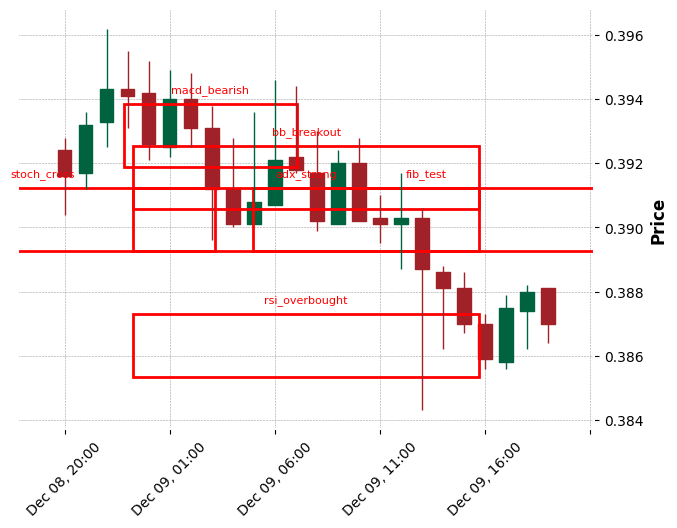 0.396
0.394
0.392
0.390
0.388
0.386
0.384
Price
macd_bearish
bb_breakout
stoch_cross
adx_strong
fib_test
rsi_overbought
Dec 08, 20:00
Dec 09, 01:00
Dec 09, 06:00
Dec 09, 11:00
Dec 09, 16:00